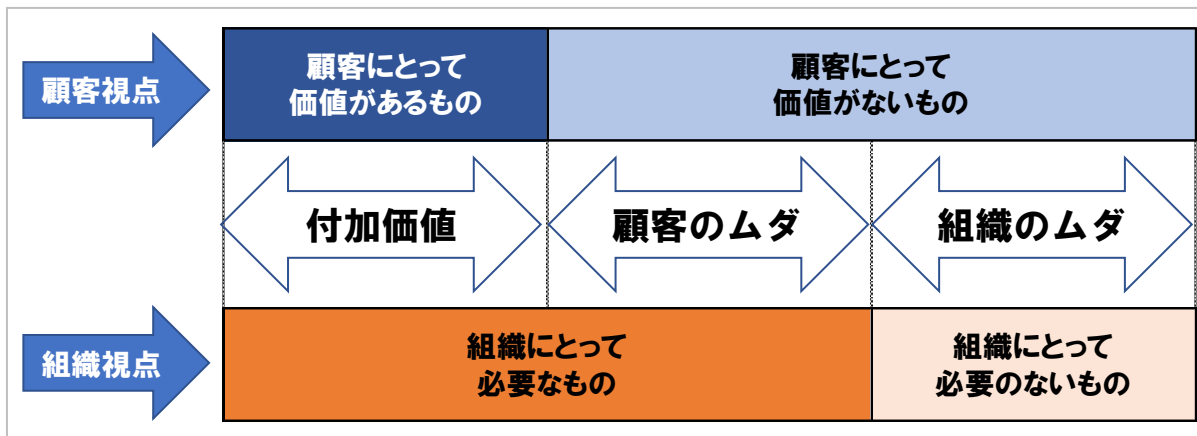 顧客視点
顧客にとって
価値があるもの
顧客にとって
価値がないもの
付加価値
顧客のムダ
組織のムダ
組織視点
組織にとって
必要なもの
組織にとって
必要のないもの